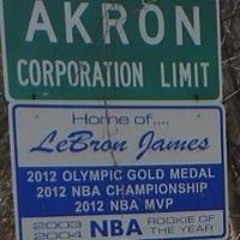 AKRON
CORPORATION LIMIT
Home of....
LeBron James
2012 OLYMPIC GOLD MEDAL
2012 NBA CHAMPIONSHIP
2012 NBA MVP
2003
2004 NBA ROOKIE OF
THE YEAR